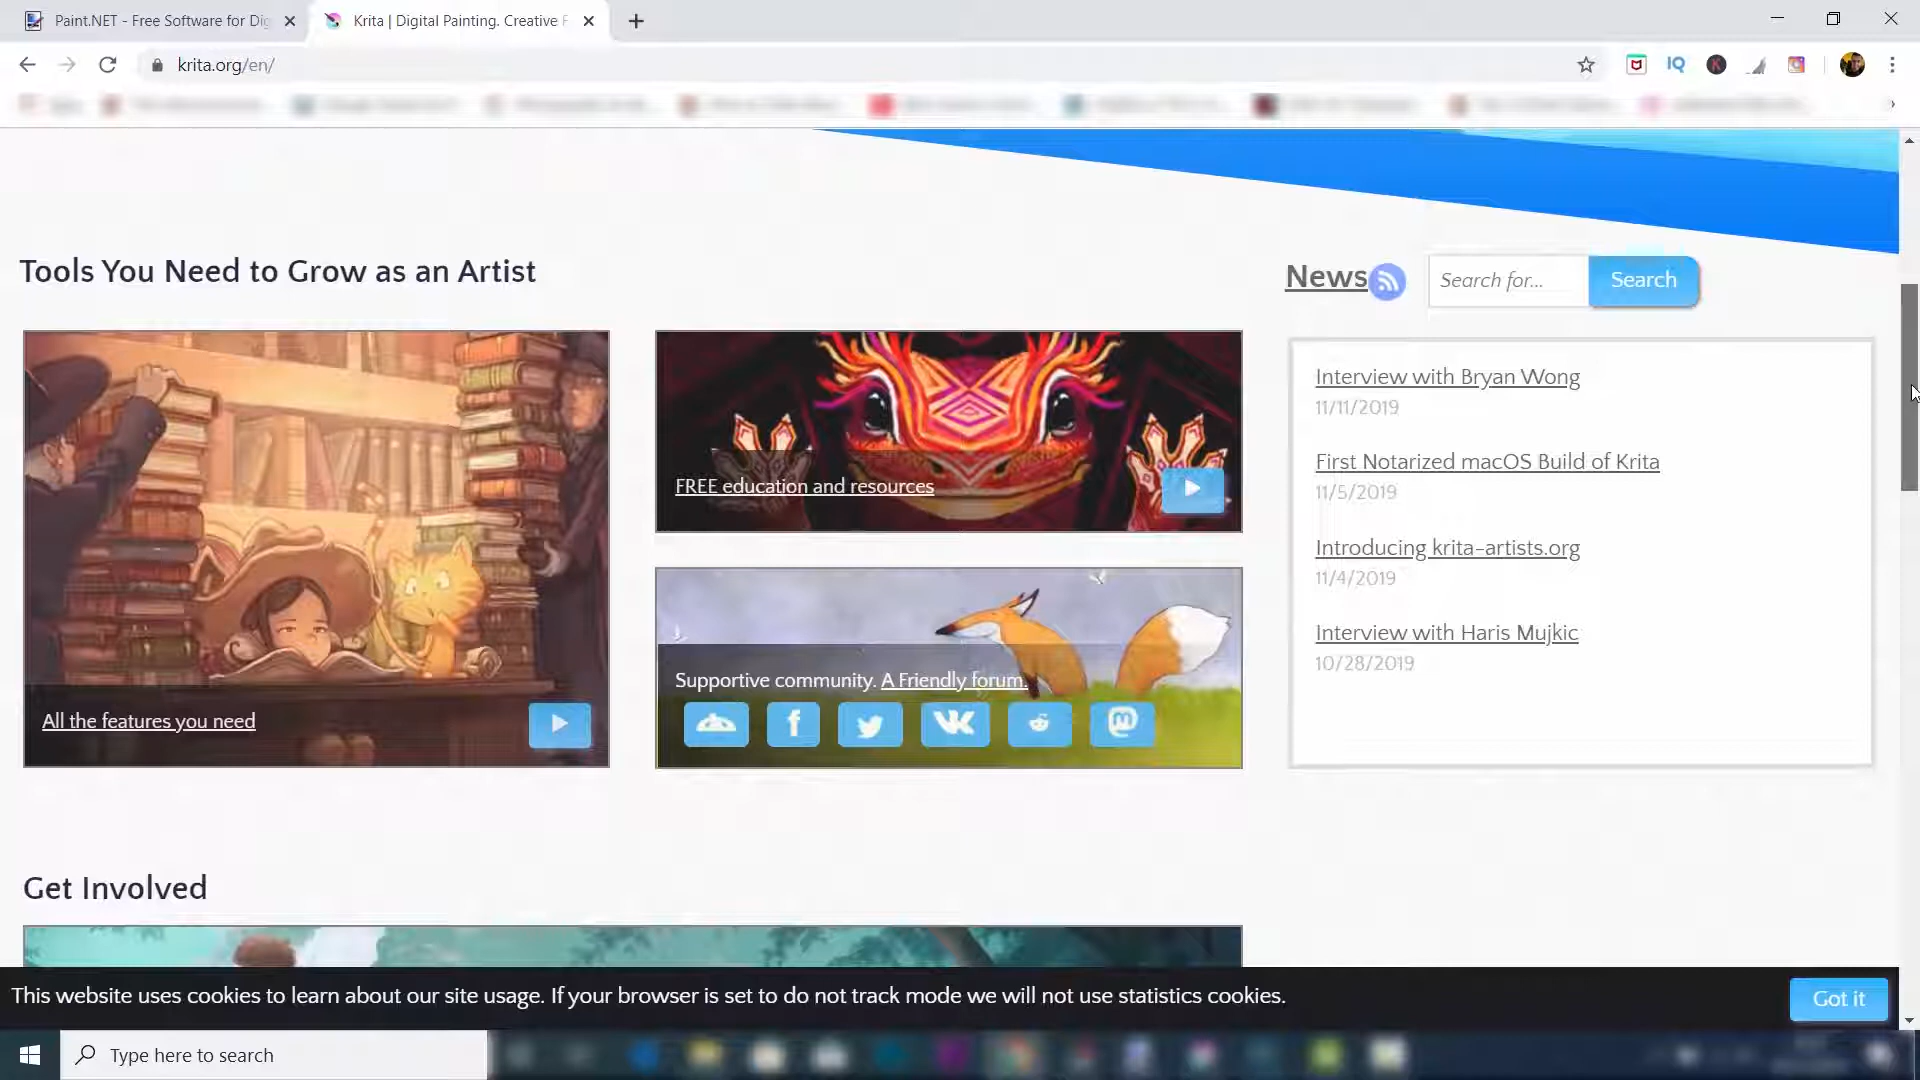 Paint.NET - Free Software for Dig
Krita | Digital Painting. Creative F
krita.org/en/
IQ
K
Tools You Need to Grow as an Artist
News
Search for...
Search
Interview with Bryan Wong
11/11/2019
First Notarized macOS Build of Krita
11/5/2019
Introducing krita-artists.org
11/4/2019
Interview with Haris Mujkic
10/28/2019
FREE education and resources
Supportive community. A Friendly forum.
All the features you need
Get Involved
This website uses cookies to learn about our site usage. If your browser is set to do not track mode we will not use statistics cookies.
Got it
Type here to search